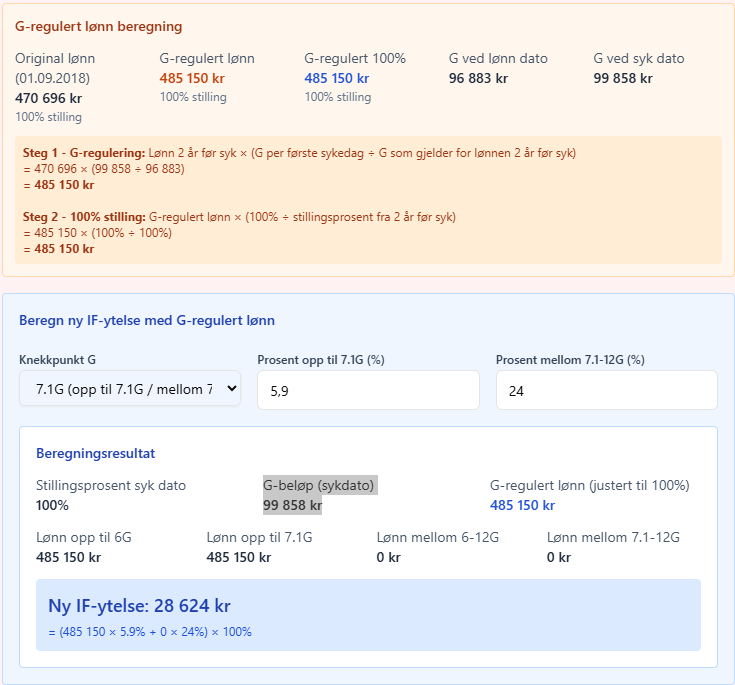 G-regulert lønn beregning
Original lønn (01.09.2018)
470 696 kr
100% stilling
G-regulert lønn
485 150 kr
100% stilling
G-regulert 100%
485 150 kr
100% stilling
G ved lønn dato
96 883 kr
G ved syk dato
99 858 kr
Steg 1 - G-regulering: Lønn 2 år før syk × (G per første sykedag ÷ G som gjelder for lønnen 2 år før syk)
= 470 696 × (99 858 ÷ 96 883)
= 485 150 kr
Steg 2 - 100% stilling: G-regulert lønn × (100% ÷ stillingsprosent fra 2 år før syk)
= 485 150 × (100% ÷ 100%)
= 485 150 kr
Beregn ny IF-ytelse med G-regulert lønn
Knekkpunkt G
7.1G (opp til 7.1G / mellom 7
Prosent opp til 7.1G (%)
5,9
Prosent mellom 7.1-12G (%)
24
Beregningsresultat
Stillingsprosent syk dato
100%
G-beløp (sykdato)
99 858 kr
G-regulert lønn (justert til 100%)
485 150 kr
Lønn opp til 6G
485 150 kr
Lønn opp til 7.1G
485 150 kr
Lønn mellom 6-12G
0 kr
Lønn mellom 7.1-12G
0 kr
Ny IF-ytelse: 28 624 kr
= (485 150 × 5.9% + 0 × 24%) × 100%